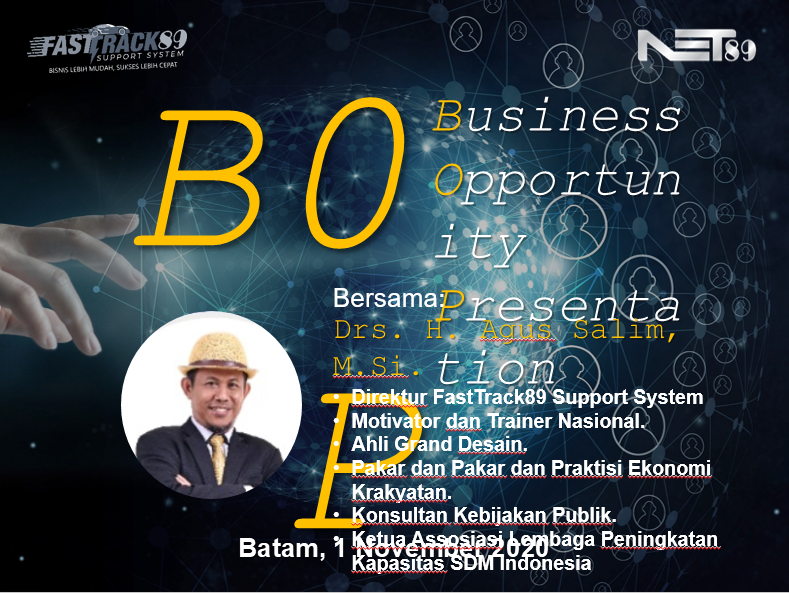 FASTTRACK89
SUPPORT SYSTEM
BISNIS LEBIH MUDAH, SUKSES LEBIH CEPAT
NET89
BO
P
Business
Opportun
ity
Presenta
tion
Bersama:
Drs. H. Agus Salim,
M.Si.
• Direktur FastTrack89 Support System
• Motivator dan Trainer Nasional.
• Ahli Grand Desain.
• Pakar dan Pakar dan Praktisi Ekonomi
Krakyatan.
• Konsultan Kebijakan Publik.
• Ketua Assosiasi Lembaga Peningkatan
Kapasitas SDM Indonesia
Batam, 1 November 2020